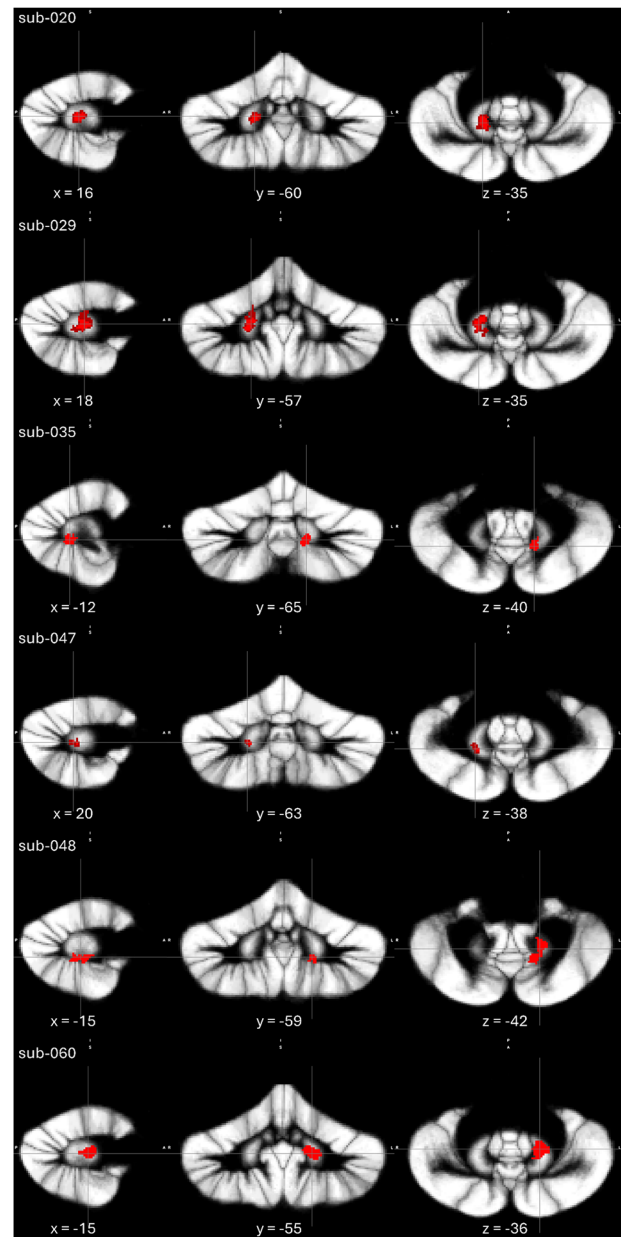 sub-020
S I A
P A R L R L
x = 16 y = -60 z = -35
I I P
S S A
sub-029
P A R L R L
x = 18 y = -57 z = -35
I I P
S S A
sub-035
P A R L R L
x = -12 y = -65 z = -40
I I P
S S A
sub-047
P A R L R L
x = 20 y = -63 z = -38
I I P
S S A
sub-048
P A R L R L
x = -15 y = -59 z = -42
I I P
S S A
sub-060
P A R L R L
x = -15 y = -55 z = -36